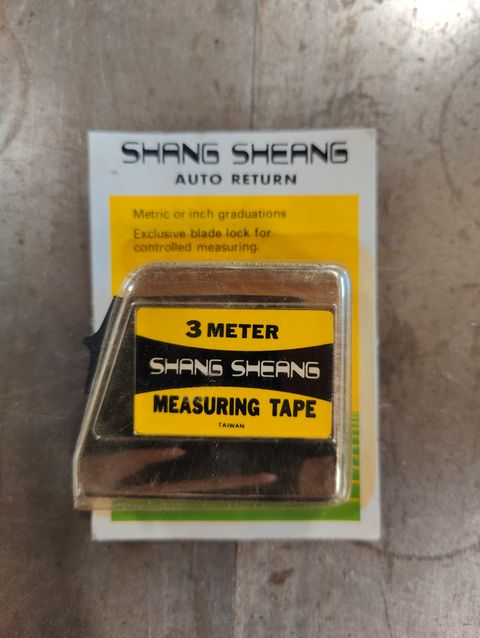 SHANG SHEANG
AUTO RETURN
Metric or inch graduations
Exclusive blade lock for
controlled measuring.
3 METER
SHANG SHEANG
MEASURING TAPE
TAIWAN